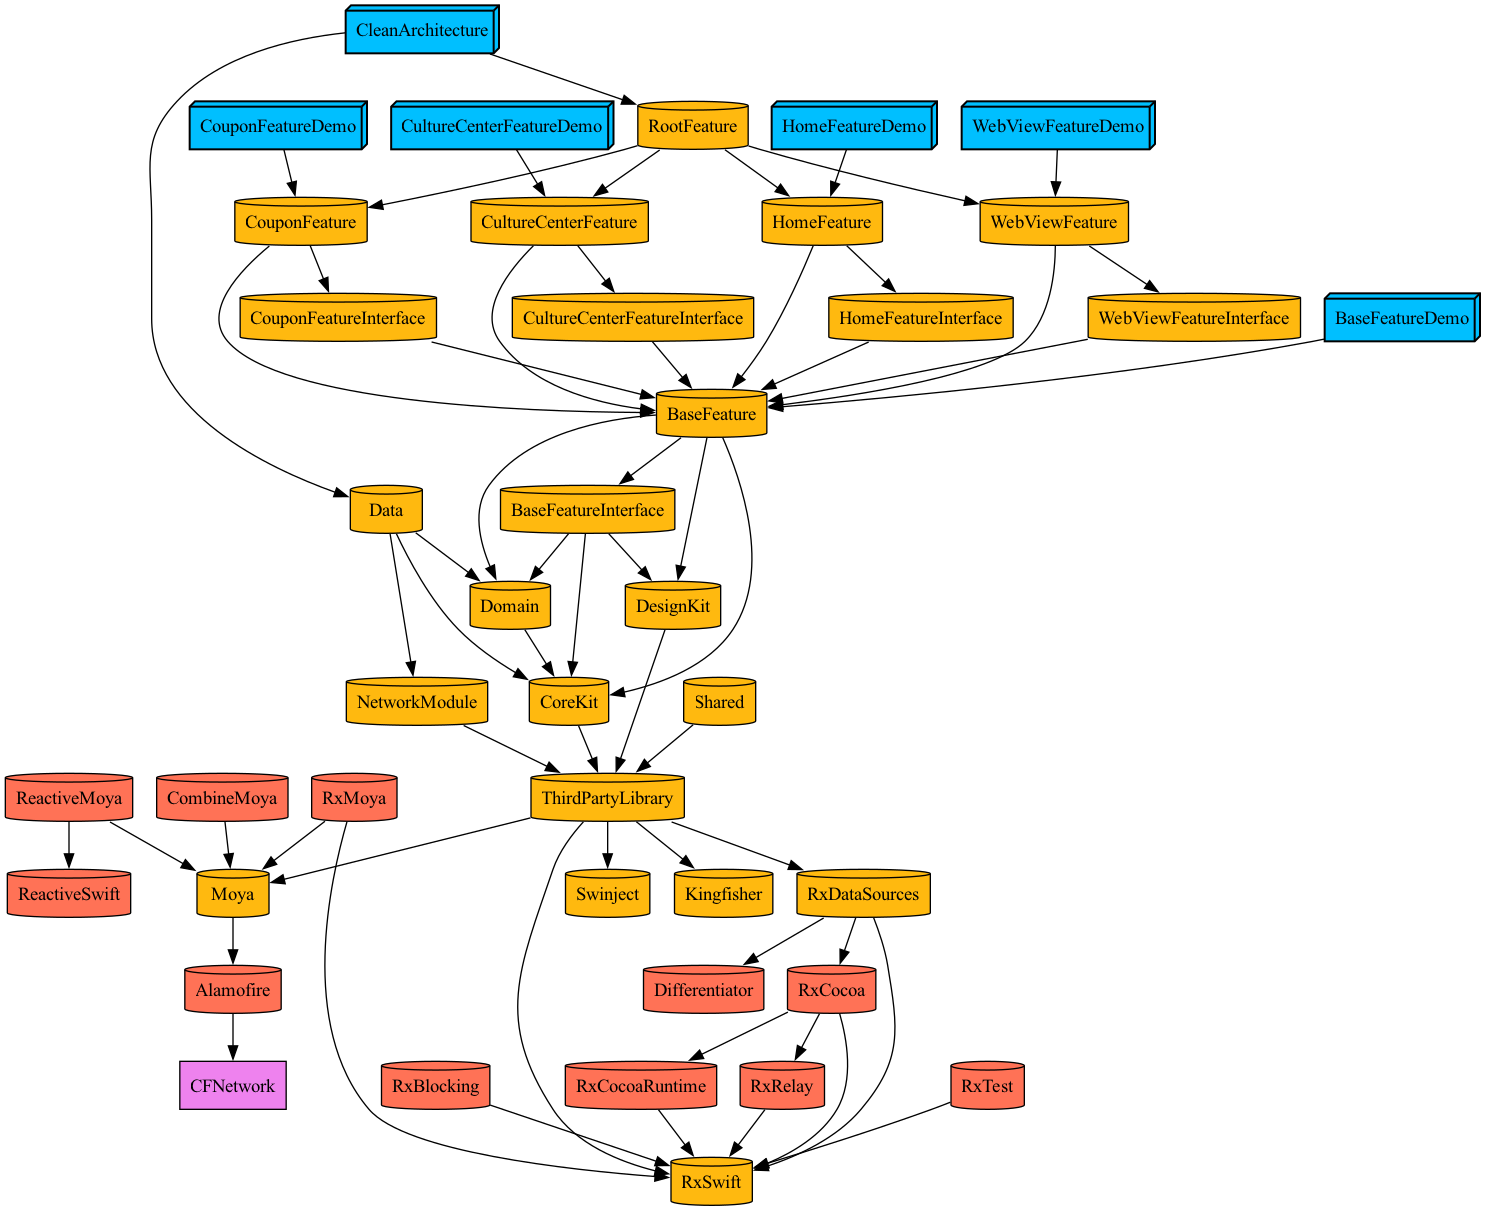 CleanArchitecture
CouponFeatureDemo
CultureCenterFeatureDemo
RootFeature
HomeFeatureDemo
WebViewFeatureDemo
CouponFeature
CultureCenterFeature
HomeFeature
WebViewFeature
CouponFeatureInterface
CultureCenterFeatureInterface
HomeFeatureInterface
WebViewFeatureInterface
BaseFeatureDemo
BaseFeature
Data
BaseFeatureInterface
Domain
DesignKit
NetworkModule
CoreKit
Shared
ReactiveMoya
CombineMoya
RxMoya
ThirdPartyLibrary
ReactiveSwift
Moya
Swinject
Kingfisher
RxDataSources
Alamofire
Differentiator
RxCocoa
CFNetwork
RxBlocking
RxCocoaRuntime
RxRelay
RxTest
RxSwift